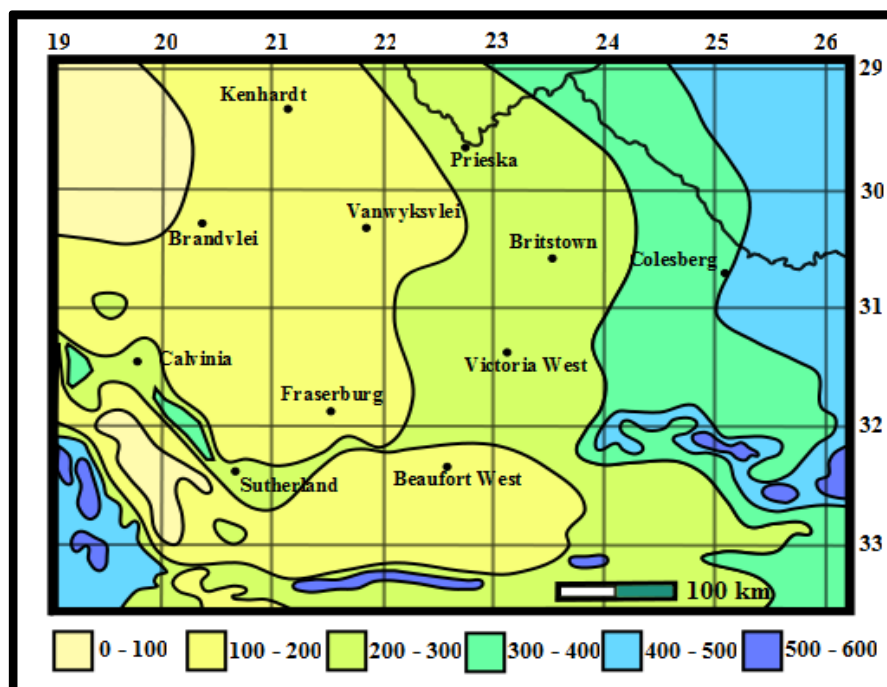 19 20 21 22 23 24 25 26
29
Kenhardt
Prieska
30
Vanwyksvlei
Brandvlei
Britstown
Colesberg
31
Calvinia
Victoria West
Fraserburg
32
Sutherland
Beaufort West
33
100 km
0 - 100 100 - 200 200 - 300 300 - 400 400 - 500 500 - 600